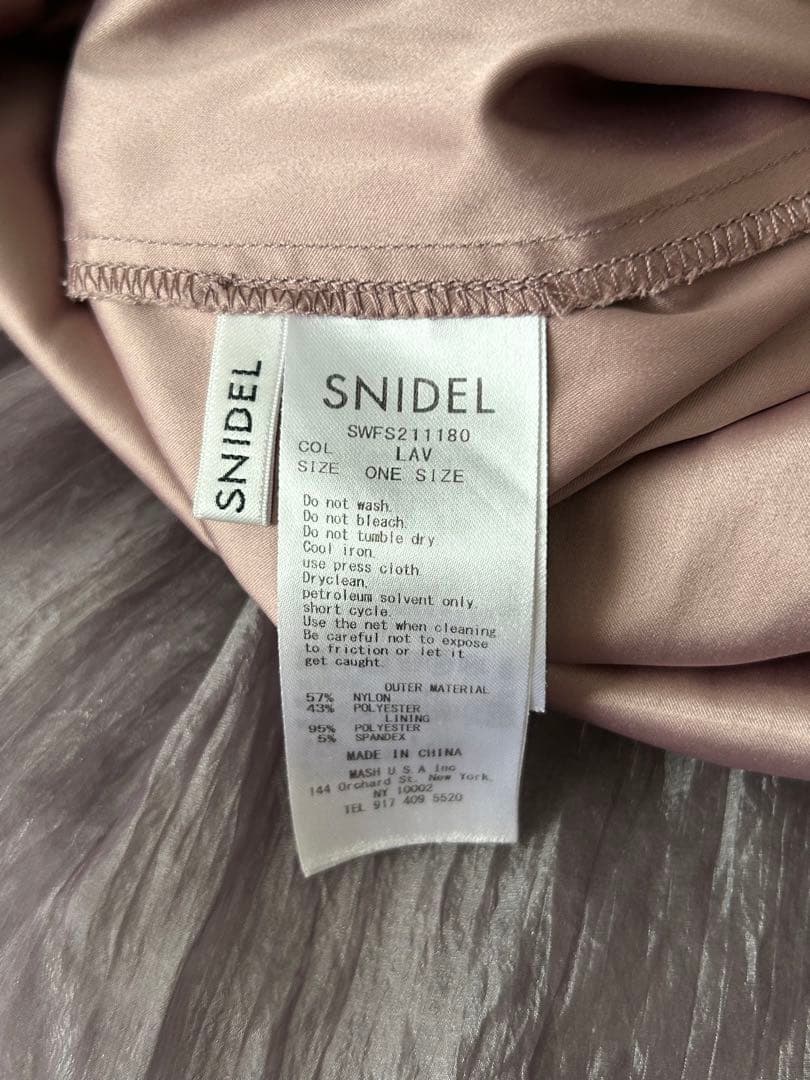 SNIDEL
SNIDEL
SWFS211180
COL LAV
SIZE ONE SIZE
Do not wash.
Do not bleach.
Do not tumble dry
Cool iron.
use press cloth.
Dryclean,
petroleum solvent only.
short cycle.
Use the net when cleaning
Be careful not to expose
to friction or let it
get caught.
OUTER MATERIAL
57% NYLON
43% POLYESTER
LINING
95% POLYESTER
5% SPANDEX
MADE IN CHINA
MASH U.S.A Inc
144 Orchard St. New York,
NY 10002
TEL 917 409 5520